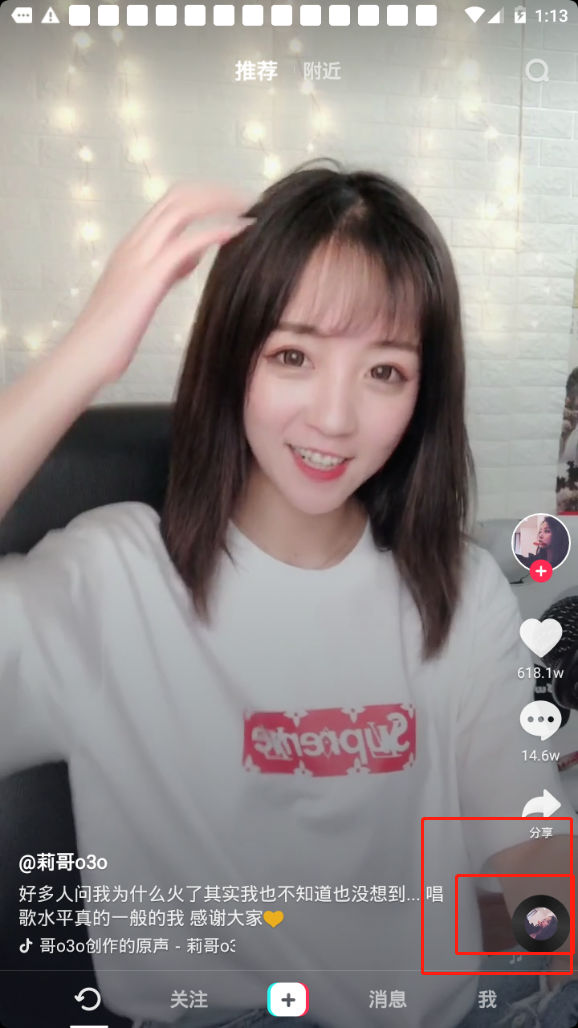 1:13
推荐 附近
618.1w
14.6w
分享
Supreme
@莉哥o3o
好多人问我为什么火了其实我也不知道也没想到... 唱
歌水平真的一般的我 感谢大家🧡
哥o3o创作的原声 - 莉哥o3
关注
消息
我